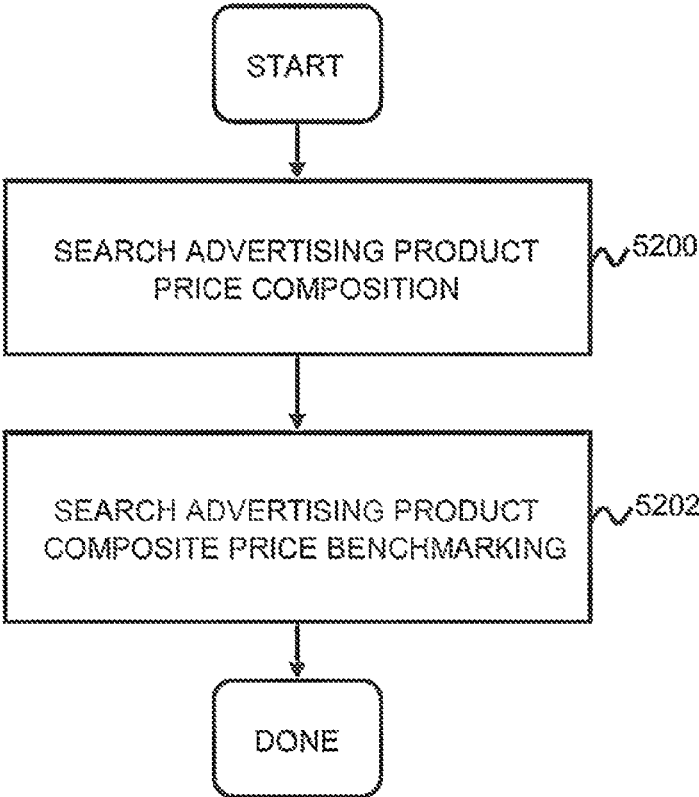 START
SEARCH ADVERTISING PRODUCT
PRICE COMPOSITION
5200
SEARCH ADVERTISING PRODUCT
COMPOSITE PRICE BENCHMARKING
5202
DONE